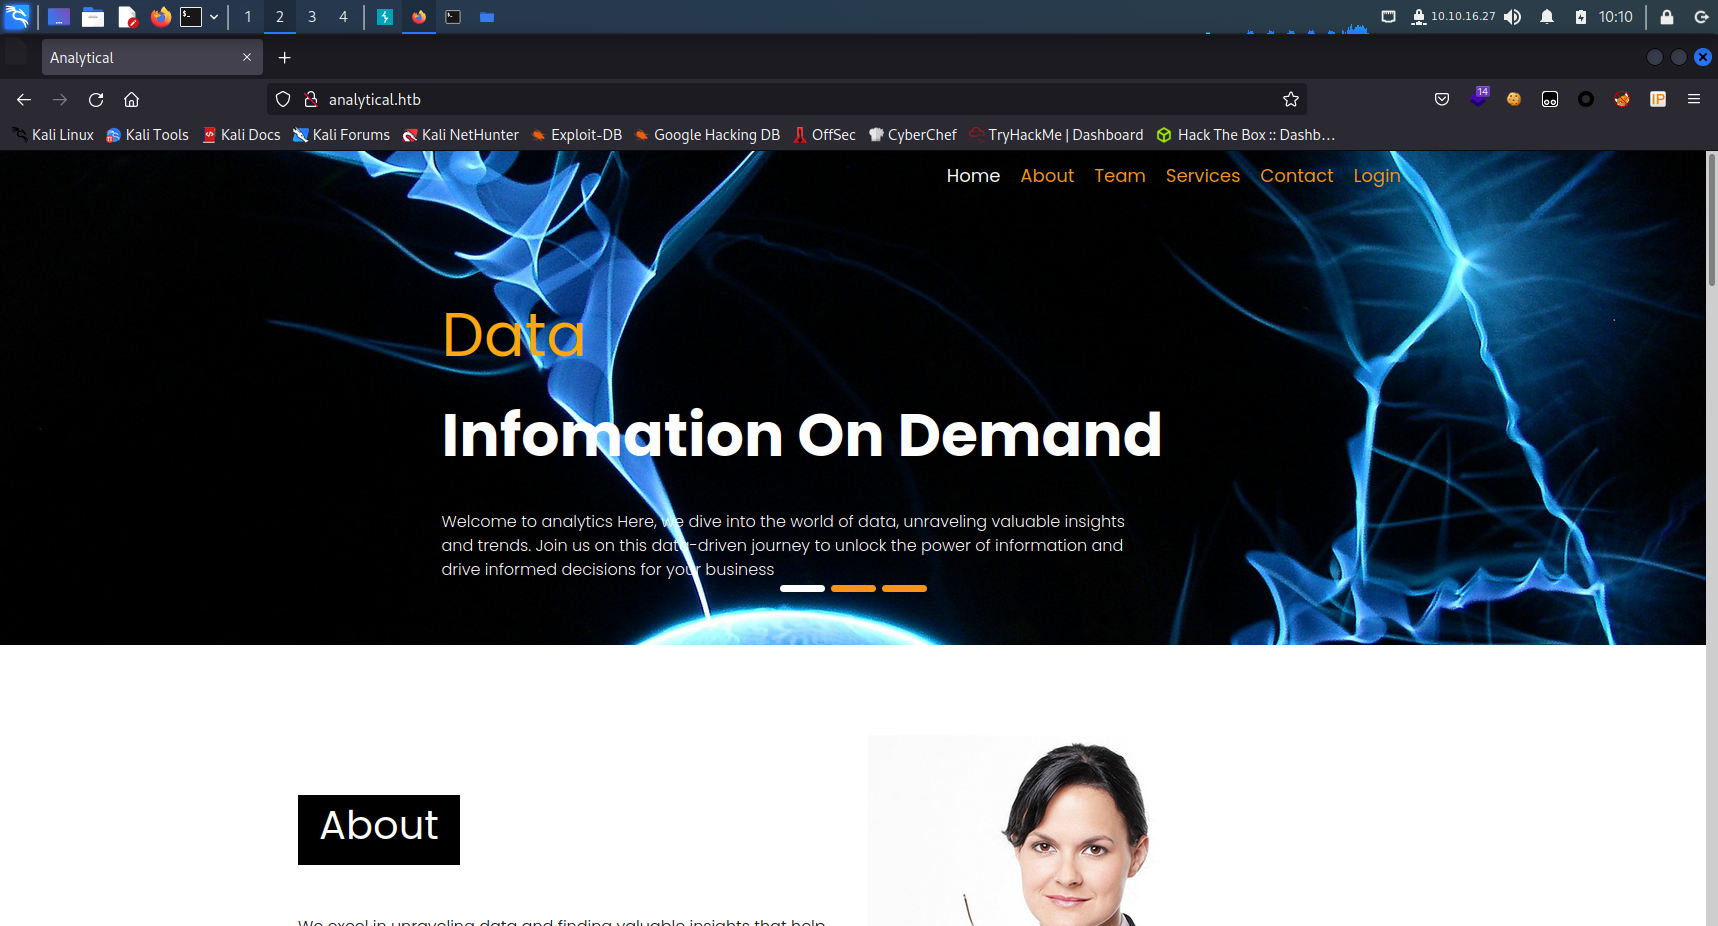 1 2 3 4 10.10.16.27 10:10
Analytical
analytical.htb 14 IP
Kali Linux Kali Tools Kali Docs Kali Forums Kali NetHunter Exploit-DB Google Hacking DB OffSec CyberChef TryHackMe | Dashboard Hack The Box :: Dashb…
Home About Team Services Contact Login
Data
Infomation On Demand
Welcome to analytics Here, we dive into the world of data, unraveling valuable insights
and trends. Join us on this data-driven journey to unlock the power of information and
drive informed decisions for your business
About
We excel in unraveling data and finding valuable insights that help